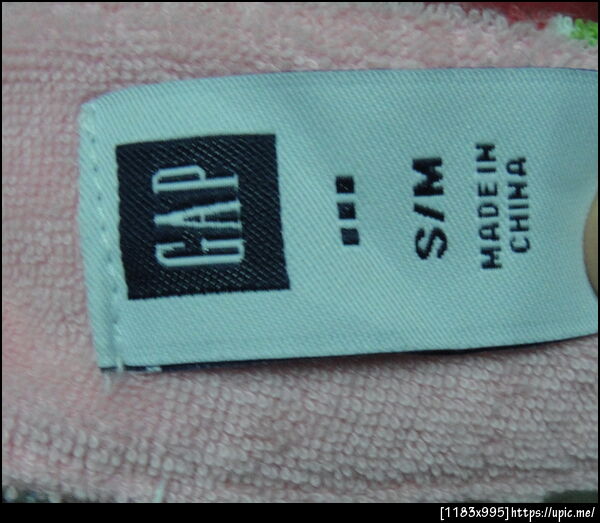 GAP
S/M
MADE IN
CHINA
[1183x995]https://upic.me/